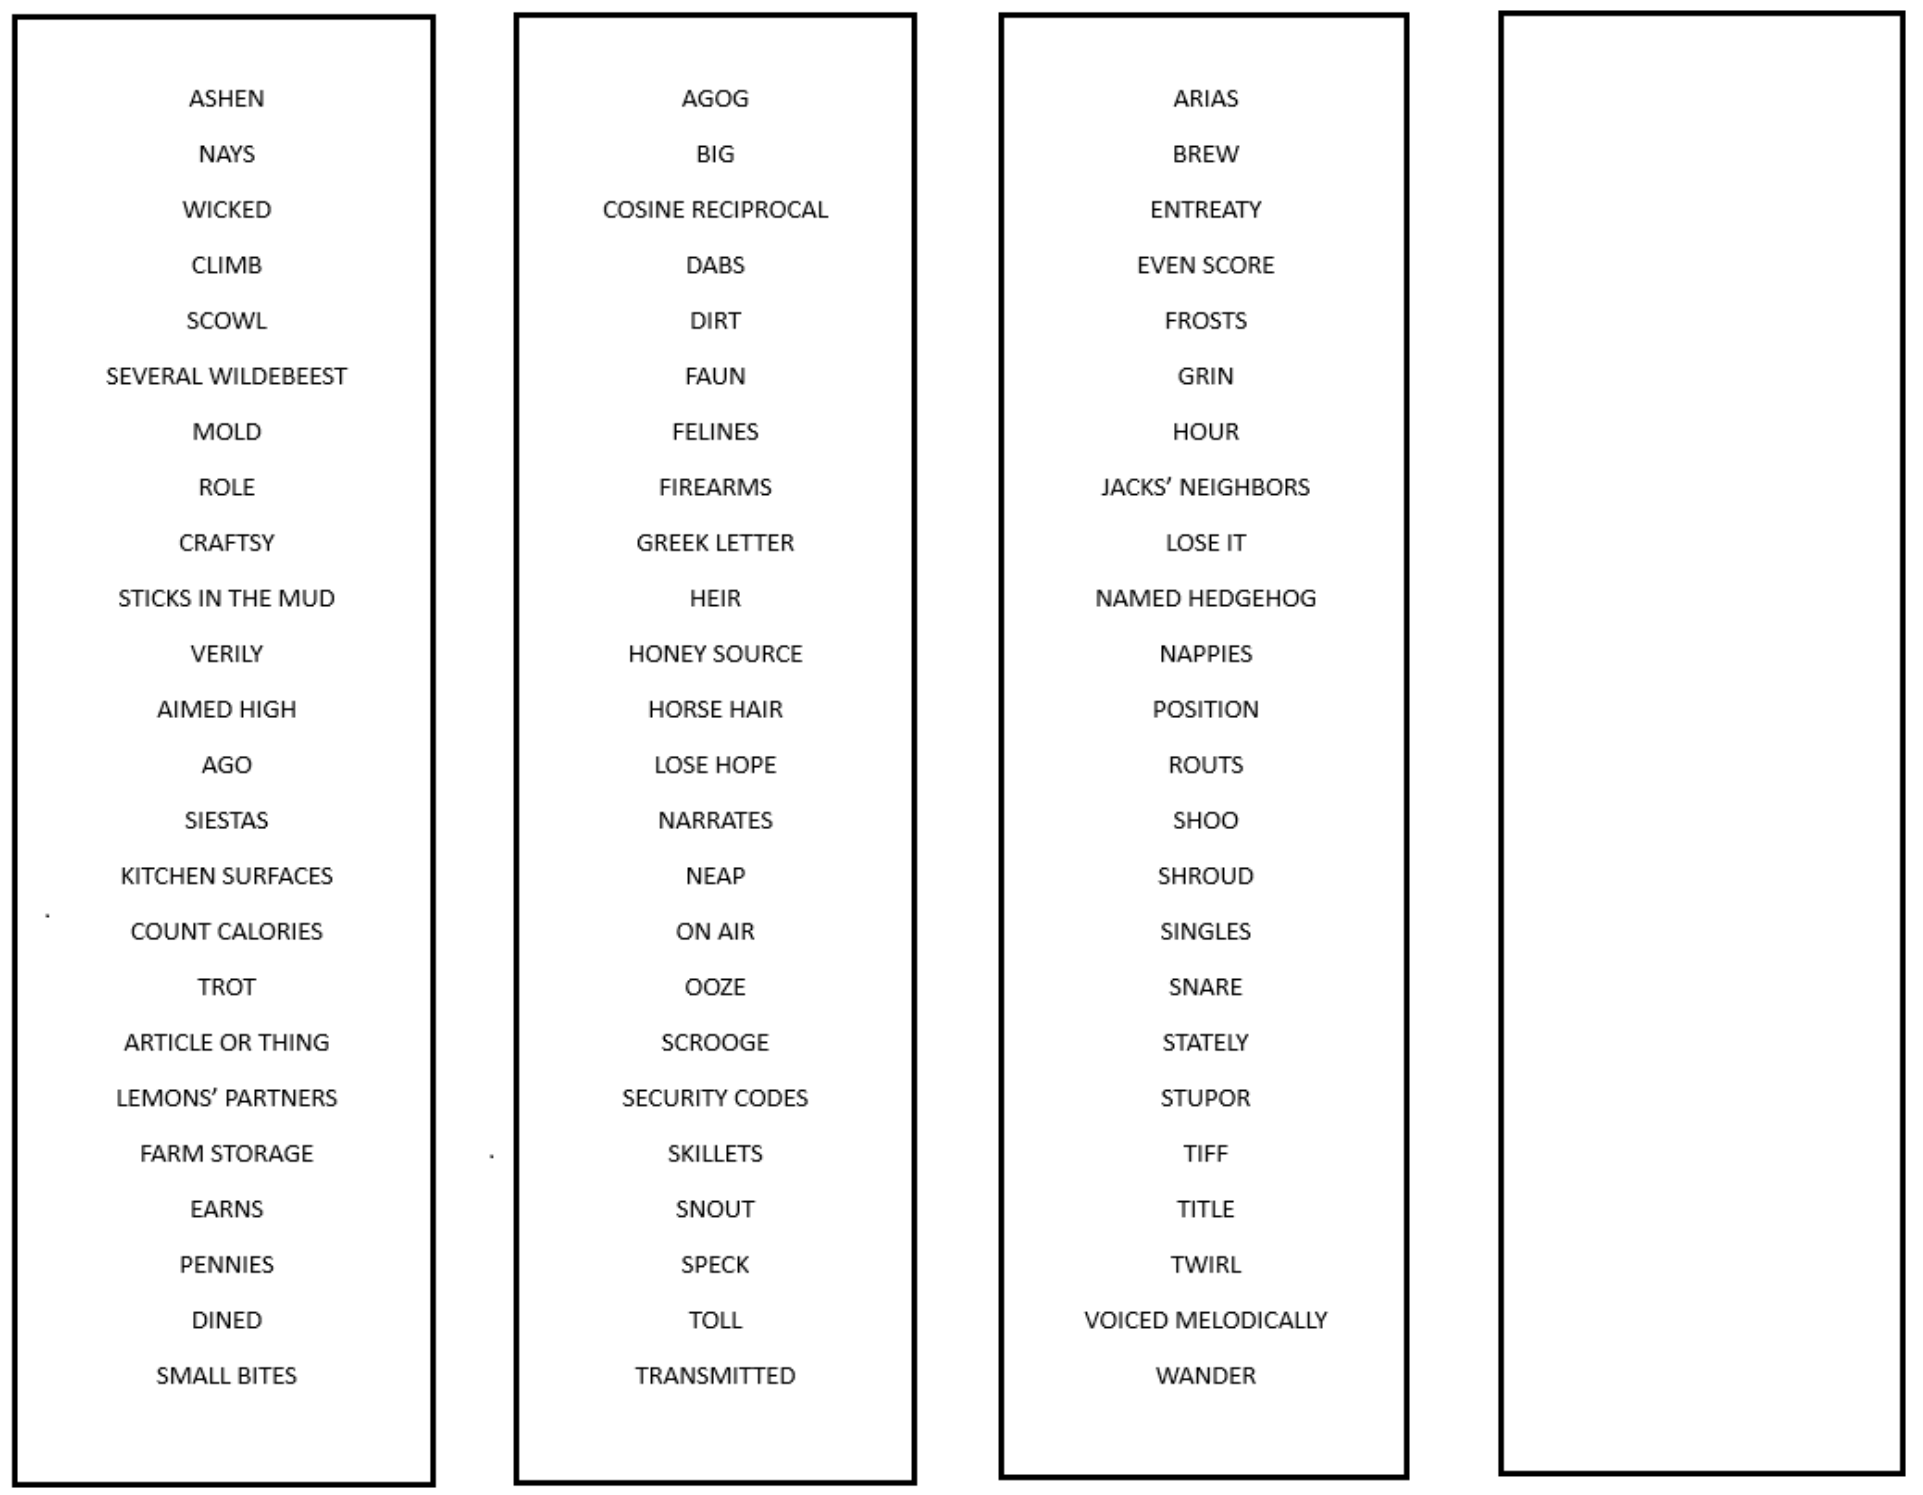 ASHEN
NAYS
WICKED
CLIMB
SCOWL
SEVERAL WILDEBEEST
MOLD
ROLE
CRAFTSY
STICKS IN THE MUD
VERILY
AIMED HIGH
AGO
SIESTAS
KITCHEN SURFACES
COUNT CALORIES
TROT
ARTICLE OR THING
LEMONS’ PARTNERS
FARM STORAGE
EARNS
PENNIES
DINED
SMALL BITES
AGOG
BIG
COSINE RECIPROCAL
DABS
DIRT
FAUN
FELINES
FIREARMS
GREEK LETTER
HEIR
HONEY SOURCE
HORSE HAIR
LOSE HOPE
NARRATES
NEAP
ON AIR
OOZE
SCROOGE
SECURITY CODES
SKILLETS
SNOUT
SPECK
TOLL
TRANSMITTED
ARIAS
BREW
ENTREATY
EVEN SCORE
FROSTS
GRIN
HOUR
JACKS’ NEIGHBORS
LOSE IT
NAMED HEDGEHOG
NAPPIES
POSITION
ROUTS
SHOO
SHROUD
SINGLES
SNARE
STATELY
STUPOR
TIFF
TITLE
TWIRL
VOICED MELODICALLY
WANDER